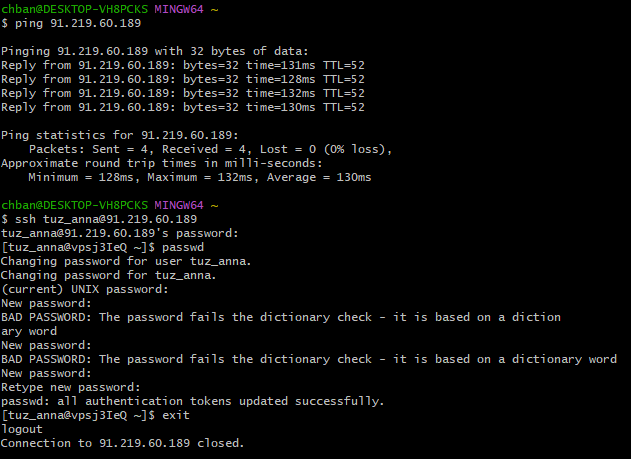 chban@DESKTOP-VH8PCKS MINGW64 ~
$ ping 91.219.60.189

Pinging 91.219.60.189 with 32 bytes of data:
Reply from 91.219.60.189: bytes=32 time=131ms TTL=52
Reply from 91.219.60.189: bytes=32 time=128ms TTL=52
Reply from 91.219.60.189: bytes=32 time=132ms TTL=52
Reply from 91.219.60.189: bytes=32 time=130ms TTL=52

Ping statistics for 91.219.60.189:
    Packets: Sent = 4, Received = 4, Lost = 0 (0% loss),
Approximate round trip times in milli-seconds:
    Minimum = 128ms, Maximum = 132ms, Average = 130ms

chban@DESKTOP-VH8PCKS MINGW64 ~
$ ssh tuz_anna@91.219.60.189
tuz_anna@91.219.60.189's password:
[tuz_anna@vpsj3IeQ ~]$ passwd
Changing password for user tuz_anna.
Changing password for tuz_anna.
(current) UNIX password:
New password:
BAD PASSWORD: The password fails the dictionary check - it is based on a diction
ary word
New password:
BAD PASSWORD: The password fails the dictionary check - it is based on a dictionary word
New password:
Retype new password:
passwd: all authentication tokens updated successfully.
[tuz_anna@vpsj3IeQ ~]$ exit
logout
Connection to 91.219.60.189 closed.